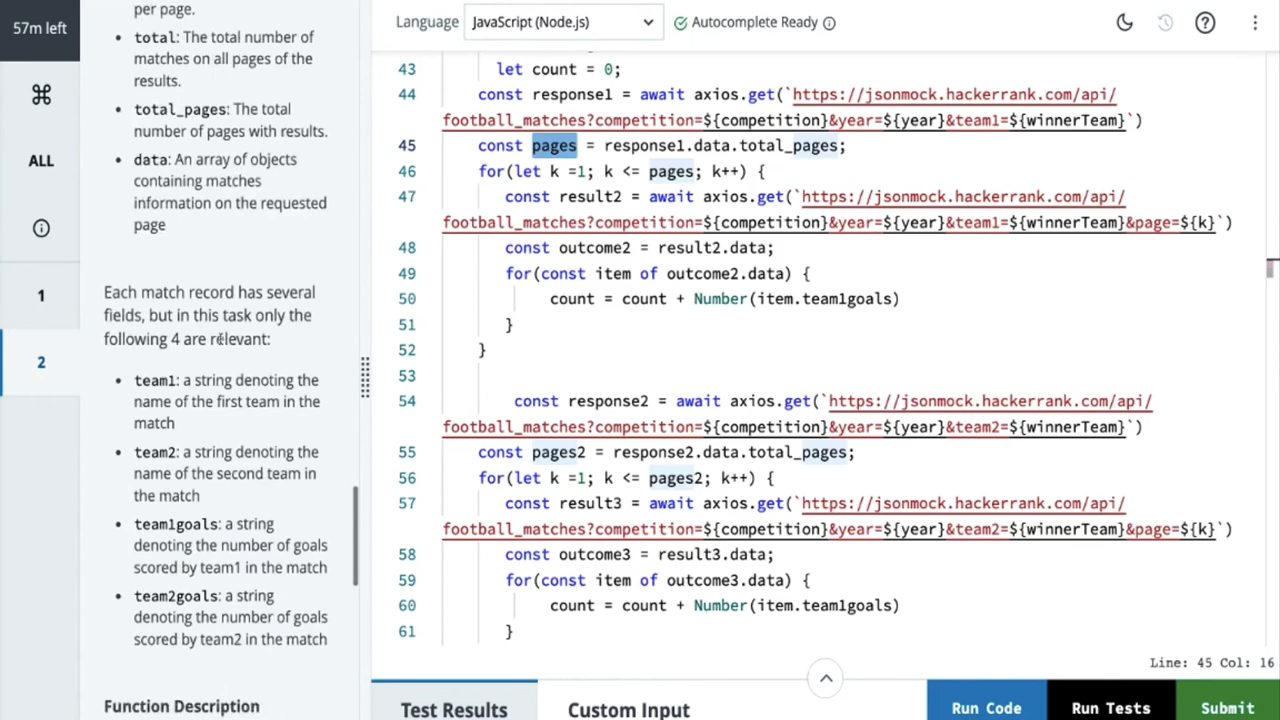 57m left
ALL
1
2
per page.
• total: The total number of
matches on all pages of the
results.
• total_pages: The total
number of pages with results.
• data: An array of objects
containing matches
information on the requested
page
Each match record has several
fields, but in this task only the
following 4 are relevant:
• team1: a string denoting the
name of the first team in the
match
• team2: a string denoting the
name of the second team in
the match
• team1goals: a string
denoting the number of goals
scored by team1 in the match
• team2goals: a string
denoting the number of goals
scored by team2 in the match
Function Description
Language JavaScript (Node.js) Autocomplete Ready
43 let count = 0;
44 const response1 = await axios.get(`https://jsonmock.hackerrank.com/api/
football_matches?competition=${competition}&year=${year}&team1=${winnerTeam}`)
45 const pages = response1.data.total_pages;
46 for(let k =1; k <= pages; k++) {
47 const result2 = await axios.get(`https://jsonmock.hackerrank.com/api/
football_matches?competition=${competition}&year=${year}&team1=${winnerTeam}&page=${k}`)
48 const outcome2 = result2.data;
49 for(const item of outcome2.data) {
50 count = count + Number(item.team1goals)
51 }
52 }
53
54 const response2 = await axios.get(`https://jsonmock.hackerrank.com/api/
football_matches?competition=${competition}&year=${year}&team2=${winnerTeam}`)
55 const pages2 = response2.data.total_pages;
56 for(let k =1; k <= pages2; k++) {
57 const result3 = await axios.get(`https://jsonmock.hackerrank.com/api/
football_matches?competition=${competition}&year=${year}&team2=${winnerTeam}&page=${k}`)
58 const outcome3 = result3.data;
59 for(const item of outcome3.data) {
60 count = count + Number(item.team1goals)
61 }
Line: 45 Col: 16
Test Results Custom Input Run Code Run Tests Submit